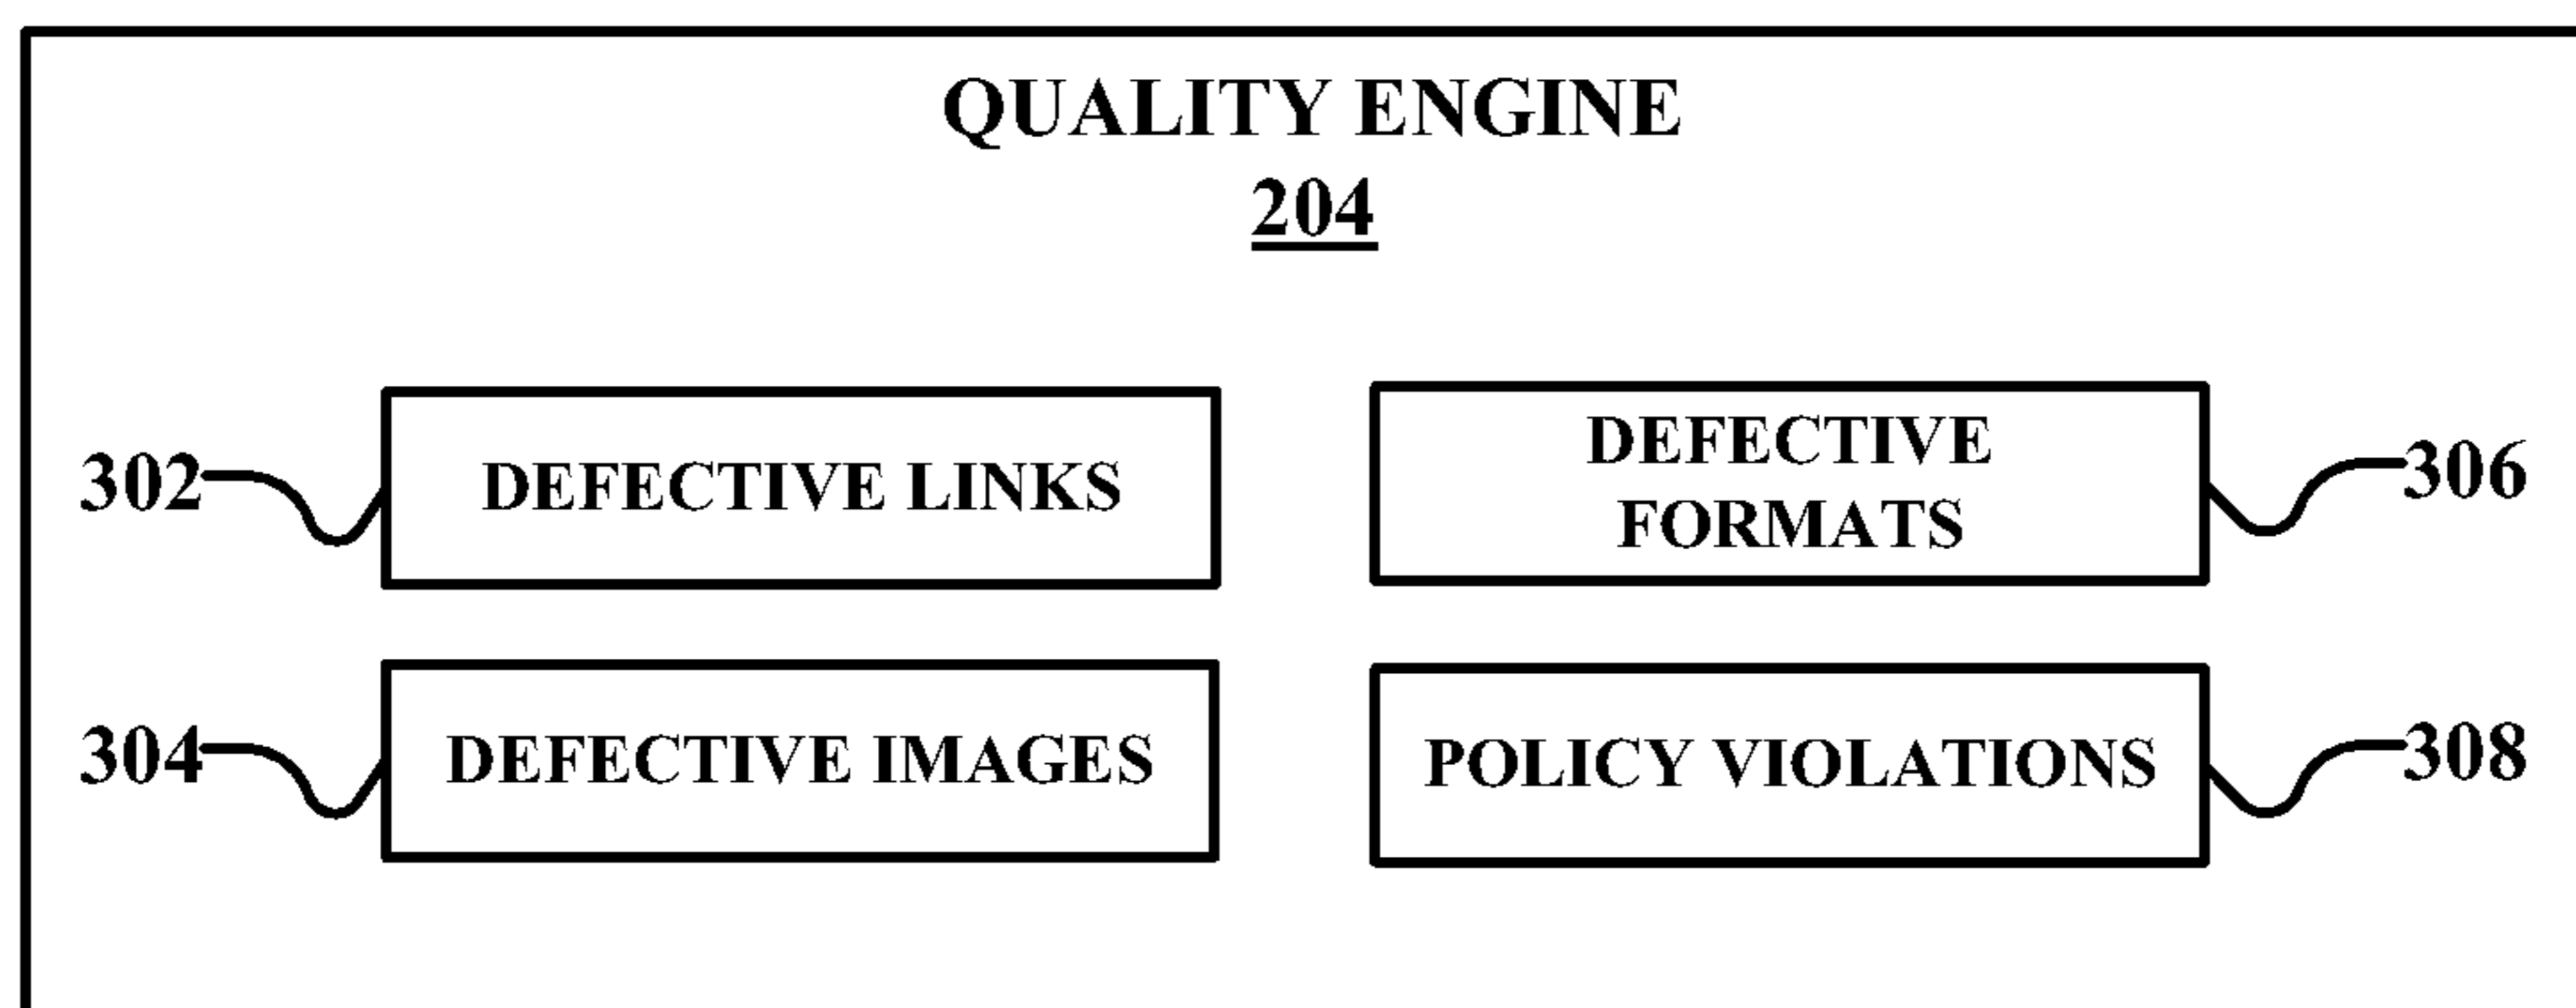 QUALITY ENGINE
204
302
DEFECTIVE LINKS
DEFECTIVE
FORMATS
306
304
DEFECTIVE IMAGES
POLICY VIOLATIONS
308